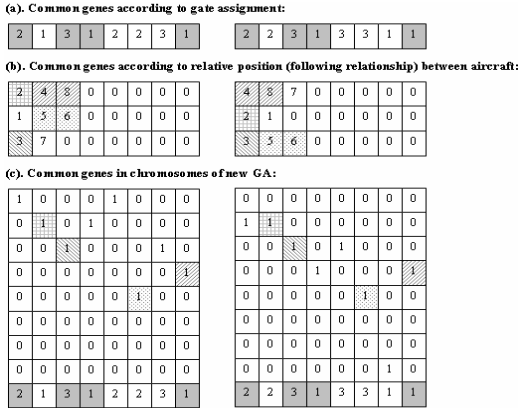 (a). Common genes according to gate assignment:
2 1 3 1 2 2 3 1 2 2 3 1 3 3 1 1
(b). Common genes according to relative position (following relationship) between aircraft:
2 4 8 0 0 0 0 0 4 8 7 0 0 0 0 0
1 5 6 0 0 0 0 0 2 1 0 0 0 0 0 0
3 7 0 0 0 0 0 0 3 5 6 0 0 0 0 0
(c). Common genes in chromosomes of new GA:
1 0 0 0 1 0 0 0 0 0 0 0 0 0 0 0
0 1 0 1 0 0 0 0 1 1 0 0 0 0 0 0
0 0 1 0 0 0 1 0 0 0 1 0 1 0 0 0
0 0 0 0 0 0 0 1 0 0 0 1 0 0 0 1
0 0 0 0 0 1 0 0 0 0 0 0 0 1 0 0
0 0 0 0 0 0 0 0 0 0 0 0 0 0 0 0
0 0 0 0 0 0 0 0 0 0 0 0 0 0 0 0
0 0 0 0 0 0 0 0 0 0 0 0 0 0 1 0
2 1 3 1 2 2 3 1 2 2 3 1 3 3 1 1